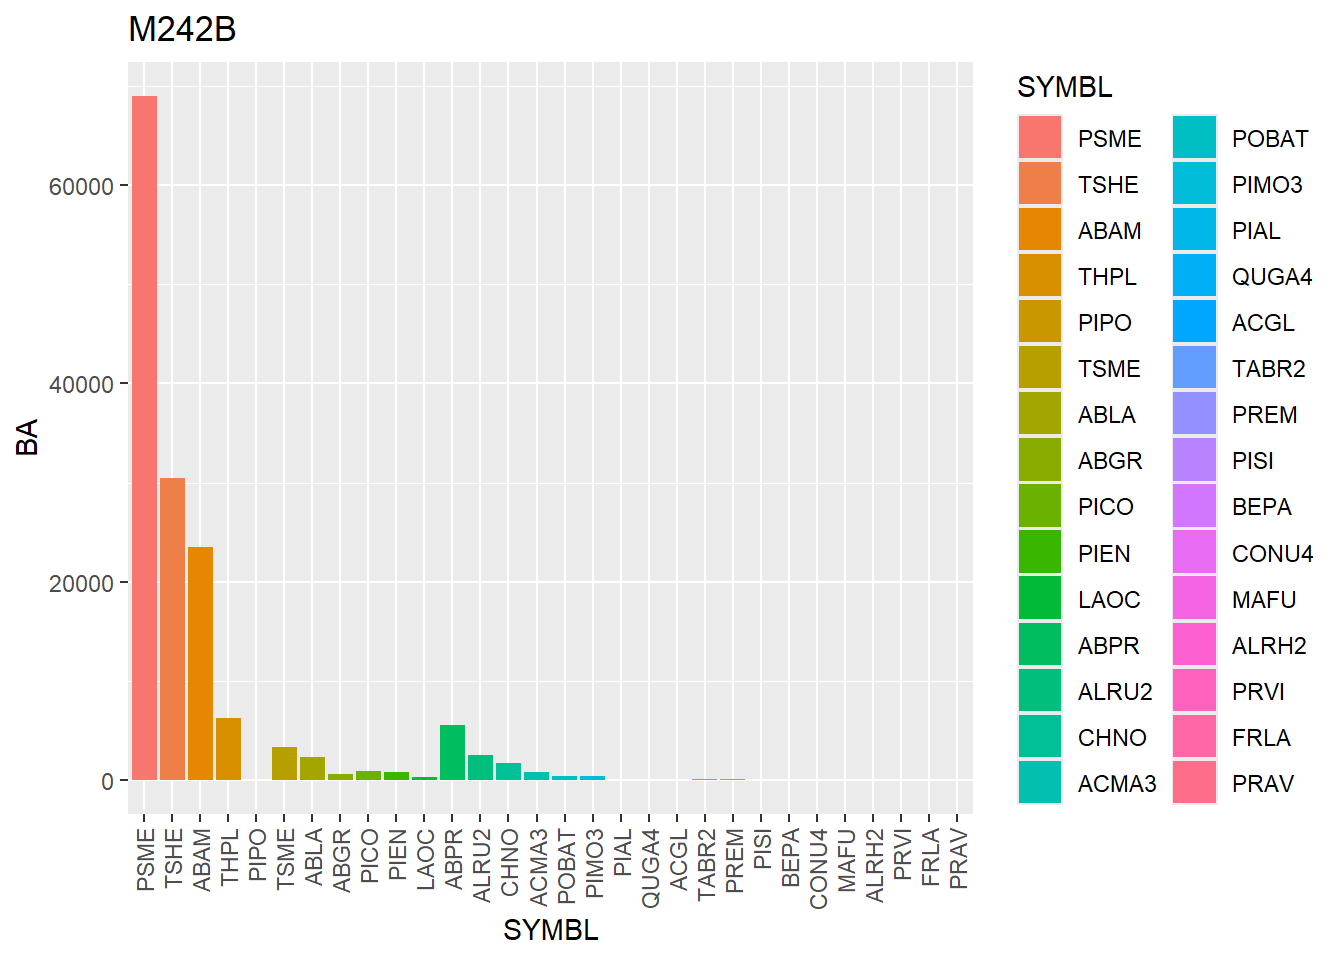 M242B
BA
60000
40000
20000
0
PSME
TSHE
ABAM
THPL
PIPO
TSME
ABLA
ABGR
PICO
PIEN
LAOC
ABPR
ALRU2
CHNO
ACMA3
POBAT
PIMO3
PIAL
QUGA4
ACGL
TABR2
PREM
PISI
BEPA
CONU4
MAFU
ALRH2
PRVI
FRLA
PRAV
SYMBL
SYMBL
PSME
TSHE
ABAM
THPL
PIPO
TSME
ABLA
ABGR
PICO
PIEN
LAOC
ABPR
ALRU2
CHNO
ACMA3
POBAT
PIMO3
PIAL
QUGA4
ACGL
TABR2
PREM
PISI
BEPA
CONU4
MAFU
ALRH2
PRVI
FRLA
PRAV